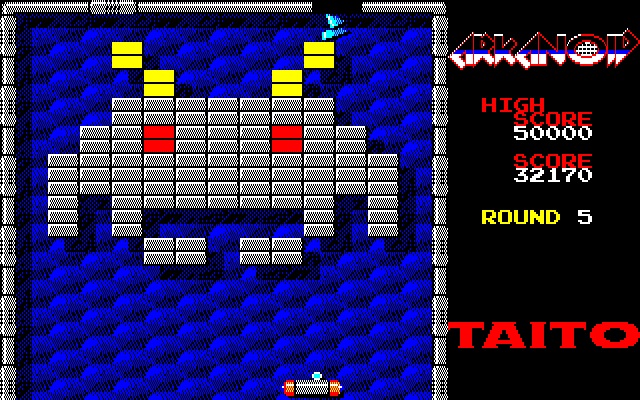 ARKANOID
HIGH
SCORE
50000
SCORE
32170
ROUND 5
TAITO